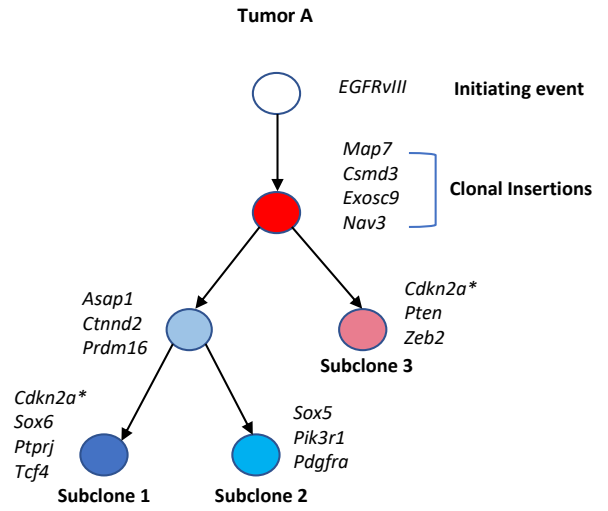 Tumor A
EGFRvIII
Initiating event
Map7
Csmd3
Exosc9
Nav3
Clonal Insertions
Asap1
Ctnnd2
Prdm16
Cdkn2a*
Pten
Zeb2
Subclone 3
Cdkn2a*
Sox6
Ptprj
Tcf4
Subclone 1
Sox5
Pik3r1
Pdgfra
Subclone 2